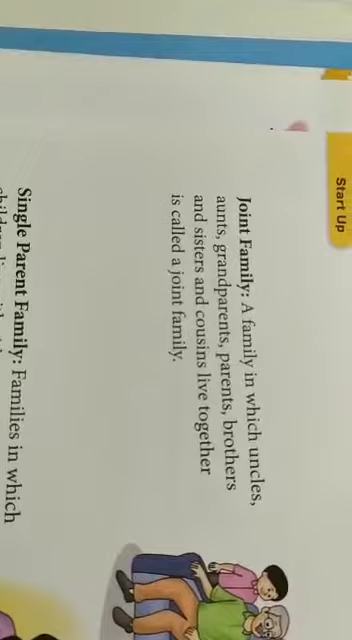 Start Up
Joint Family: A family in which uncles,
aunts, grandparents, parents, brothers
and sisters and cousins live together
is called a joint family.
Single Parent Family: Families in which